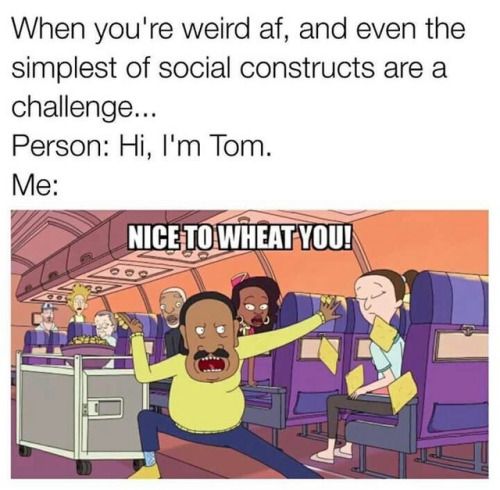 When you're weird af, and even the
simplest of social constructs are a
challenge...
Person: Hi, I'm Tom.
Me:
NICE TO WHEAT YOU!